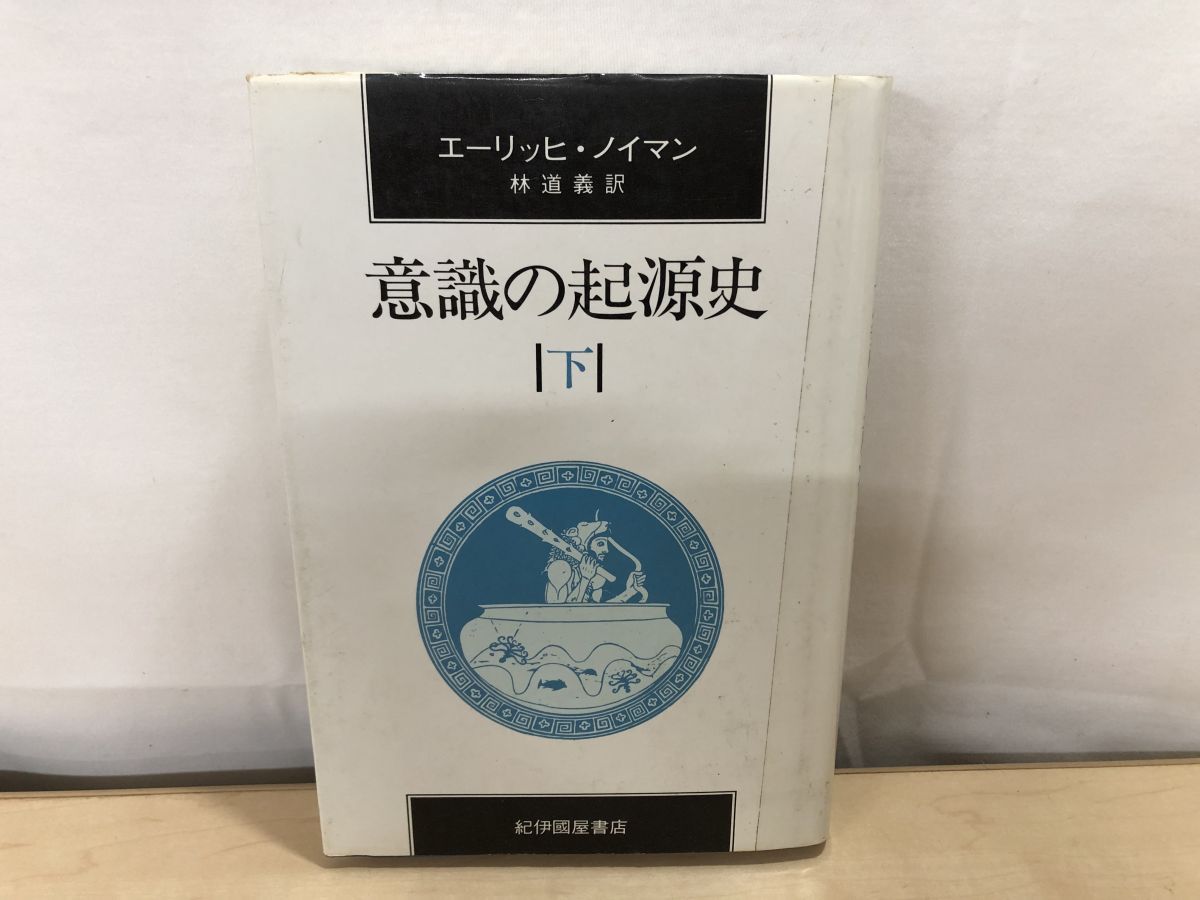 エーリッヒ・ノイマン
林道義訳
意識の起源史
下
紀伊國屋書店